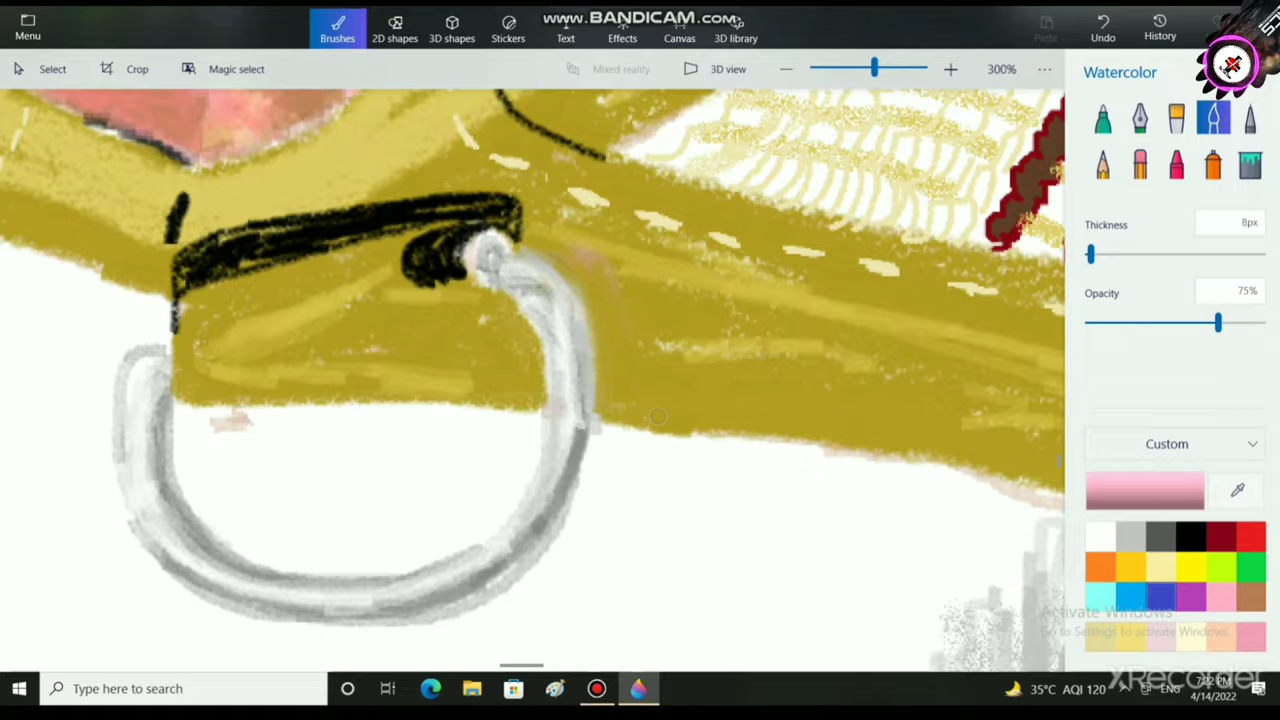 www.BANDICAM.com
Menu
Brushes
2D shapes
3D shapes
Stickers
Text
Effects
Canvas
3D library
Paste
Undo
History
Select
Crop
Magic select
Mixed reality
3D view
300%
Watercolor
Thickness
8px
Opacity
75%
Custom
Activate Windows
Go to Settings to activate Windows.
XRecorder
Type here to search
35°C AQI 120
ENG
7:22 PM
4/14/2022